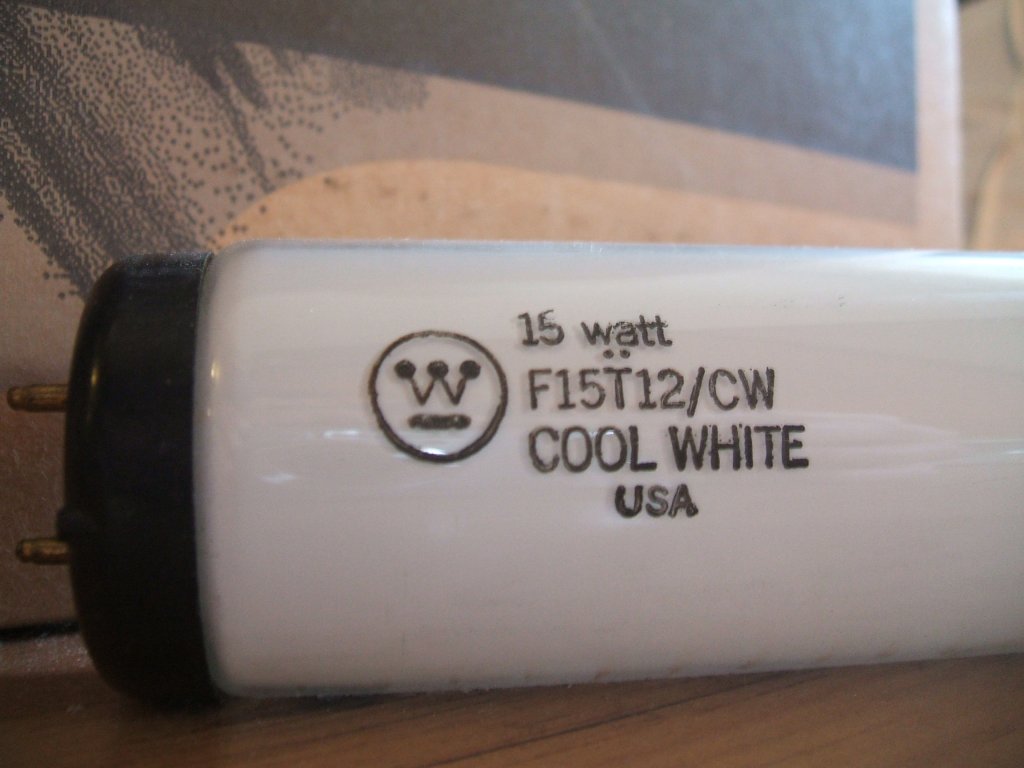 15 watt
F15T12/CW
COOL WHITE
USA
W